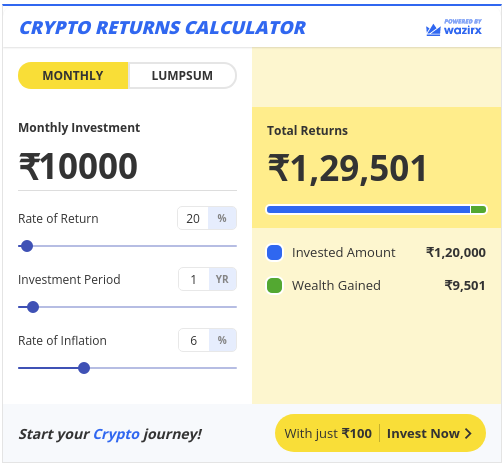 CRYPTO RETURNS CALCULATOR
POWERED BY
wazirx
MONTHLY
LUMPSUM
Monthly Investment
₹10000
Rate of Return 20 %
Investment Period 1 YR
Rate of Inflation 6 %
Total Returns
₹1,29,501
Invested Amount ₹1,20,000
Wealth Gained ₹9,501
Start your Crypto journey!
With just ₹100 Invest Now